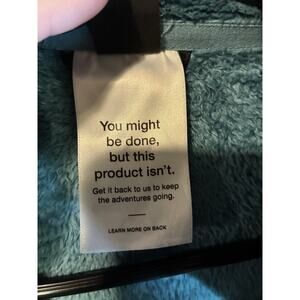 You might
be done,
but this
product isn't.
Get it back to us to keep
the adventures going.
LEARN MORE ON BACK